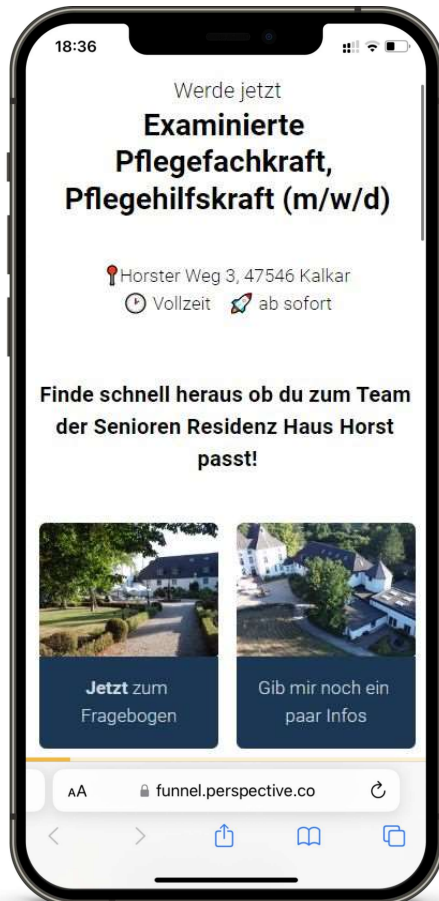 18:36
Werde jetzt
Examinierte
Pflegefachkraft,
Pflegehilfskraft (m/w/d)
Horster Weg 3, 47546 Kalkar
Vollzeit ab sofort
Finde schnell heraus ob du zum Team
der Senioren Residenz Haus Horst
passt!
Jetzt zum
Fragebogen
Gib mir noch ein
paar Infos
AA funnel.perspective.co